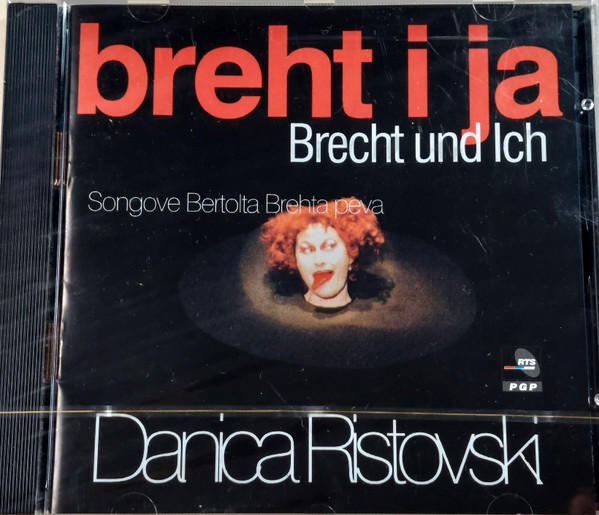 breht i ja
Brecht und Ich
Songove Bertolta Brehta peva
RTS
PGP
Danica Ristovski